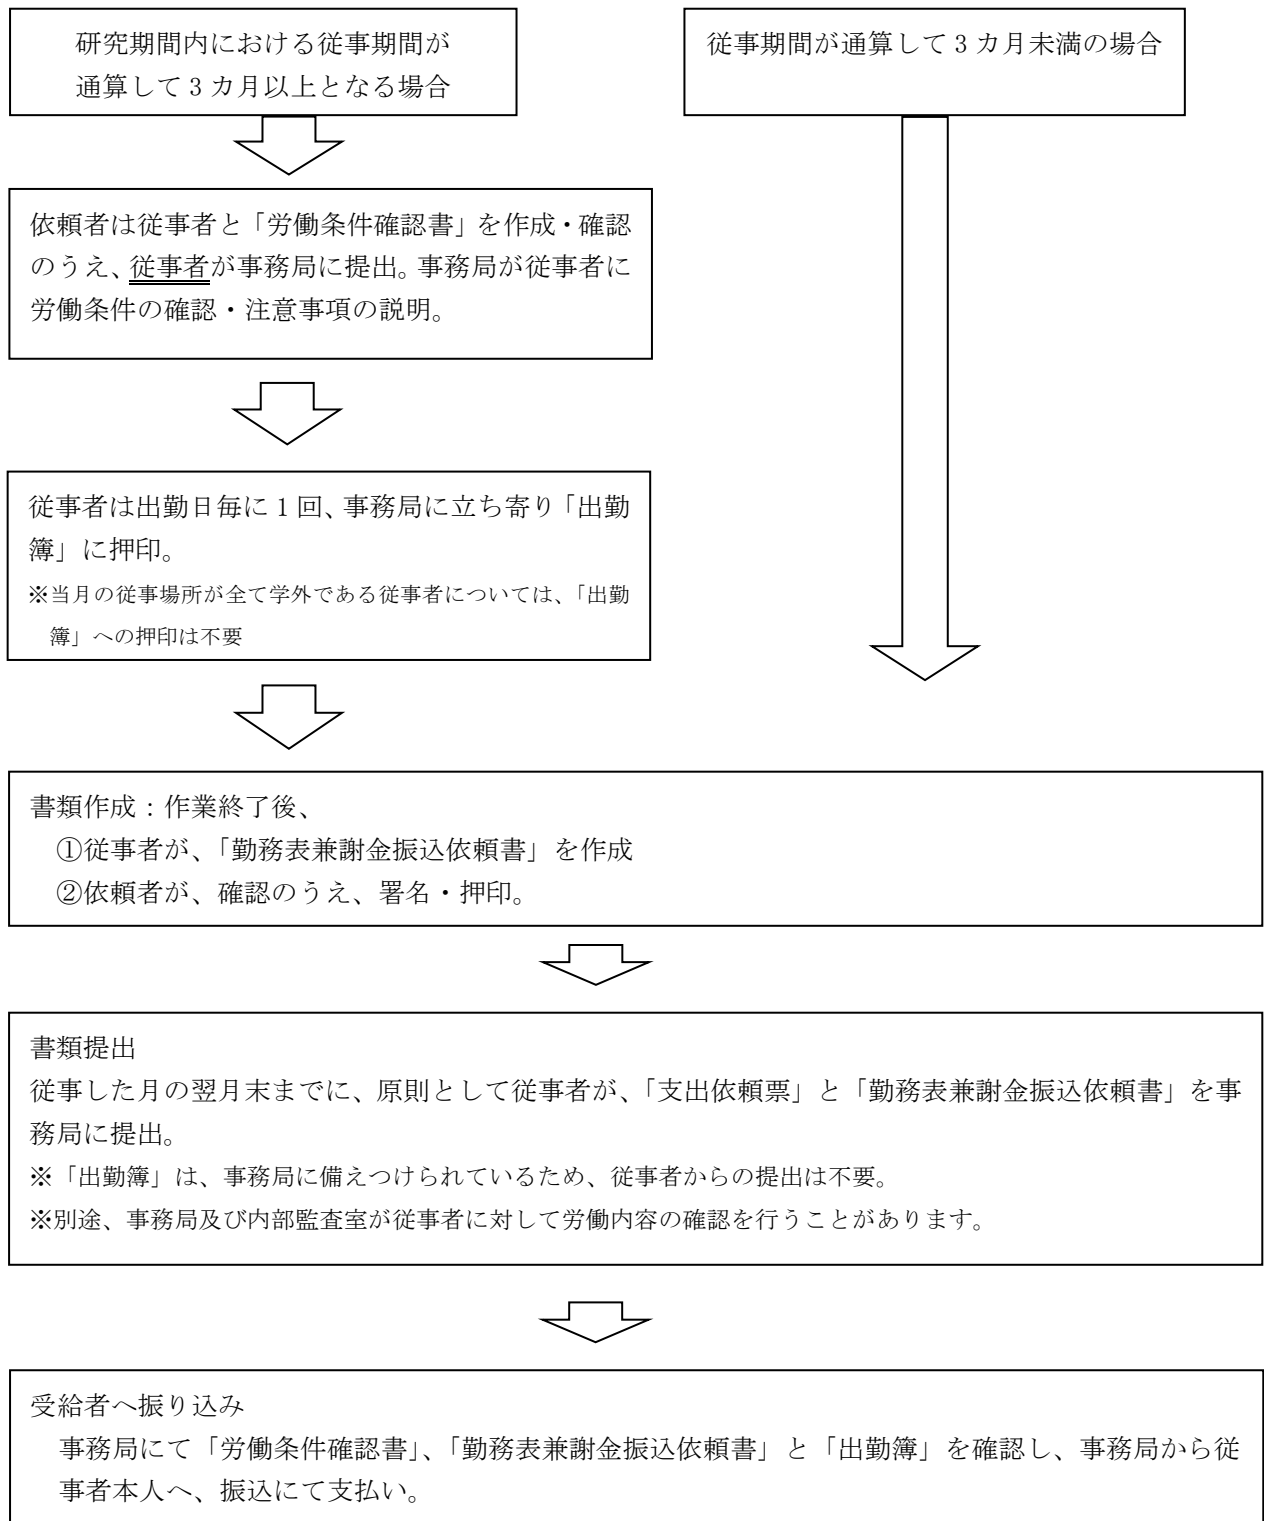 研究期間内における従事期間が
通算して3カ月以上となる場合
従事期間が通算して3カ月未満の場合
依頼者は従事者と「労働条件確認書」を作成・確認
のうえ、従事者が事務局に提出。事務局が従事者に
労働条件の確認・注意事項の説明。
従事者は出勤日毎に1回、事務局に立ち寄り「出勤
簿」に押印。
※当月の従事場所が全て学外である従事者については、「出勤
簿」への押印は不要
書類作成：作業終了後、
①従事者が、「勤務表兼謝金振込依頼書」を作成
②依頼者が、確認のうえ、署名・押印。
書類提出
従事した月の翌月末までに、原則として従事者が、「支出依頼票」と「勤務表兼謝金振込依頼書」を事
務局に提出。
※「出勤簿」は、事務局に備えつけられているため、従事者からの提出は不要。
※別途、事務局及び内部監査室が従事者に対して労働内容の確認を行うことがあります。
受給者へ振り込み
事務局にて「労働条件確認書」、「勤務表兼謝金振込依頼書」と「出勤簿」を確認し、事務局から従
事者本人へ、振込にて支払い。